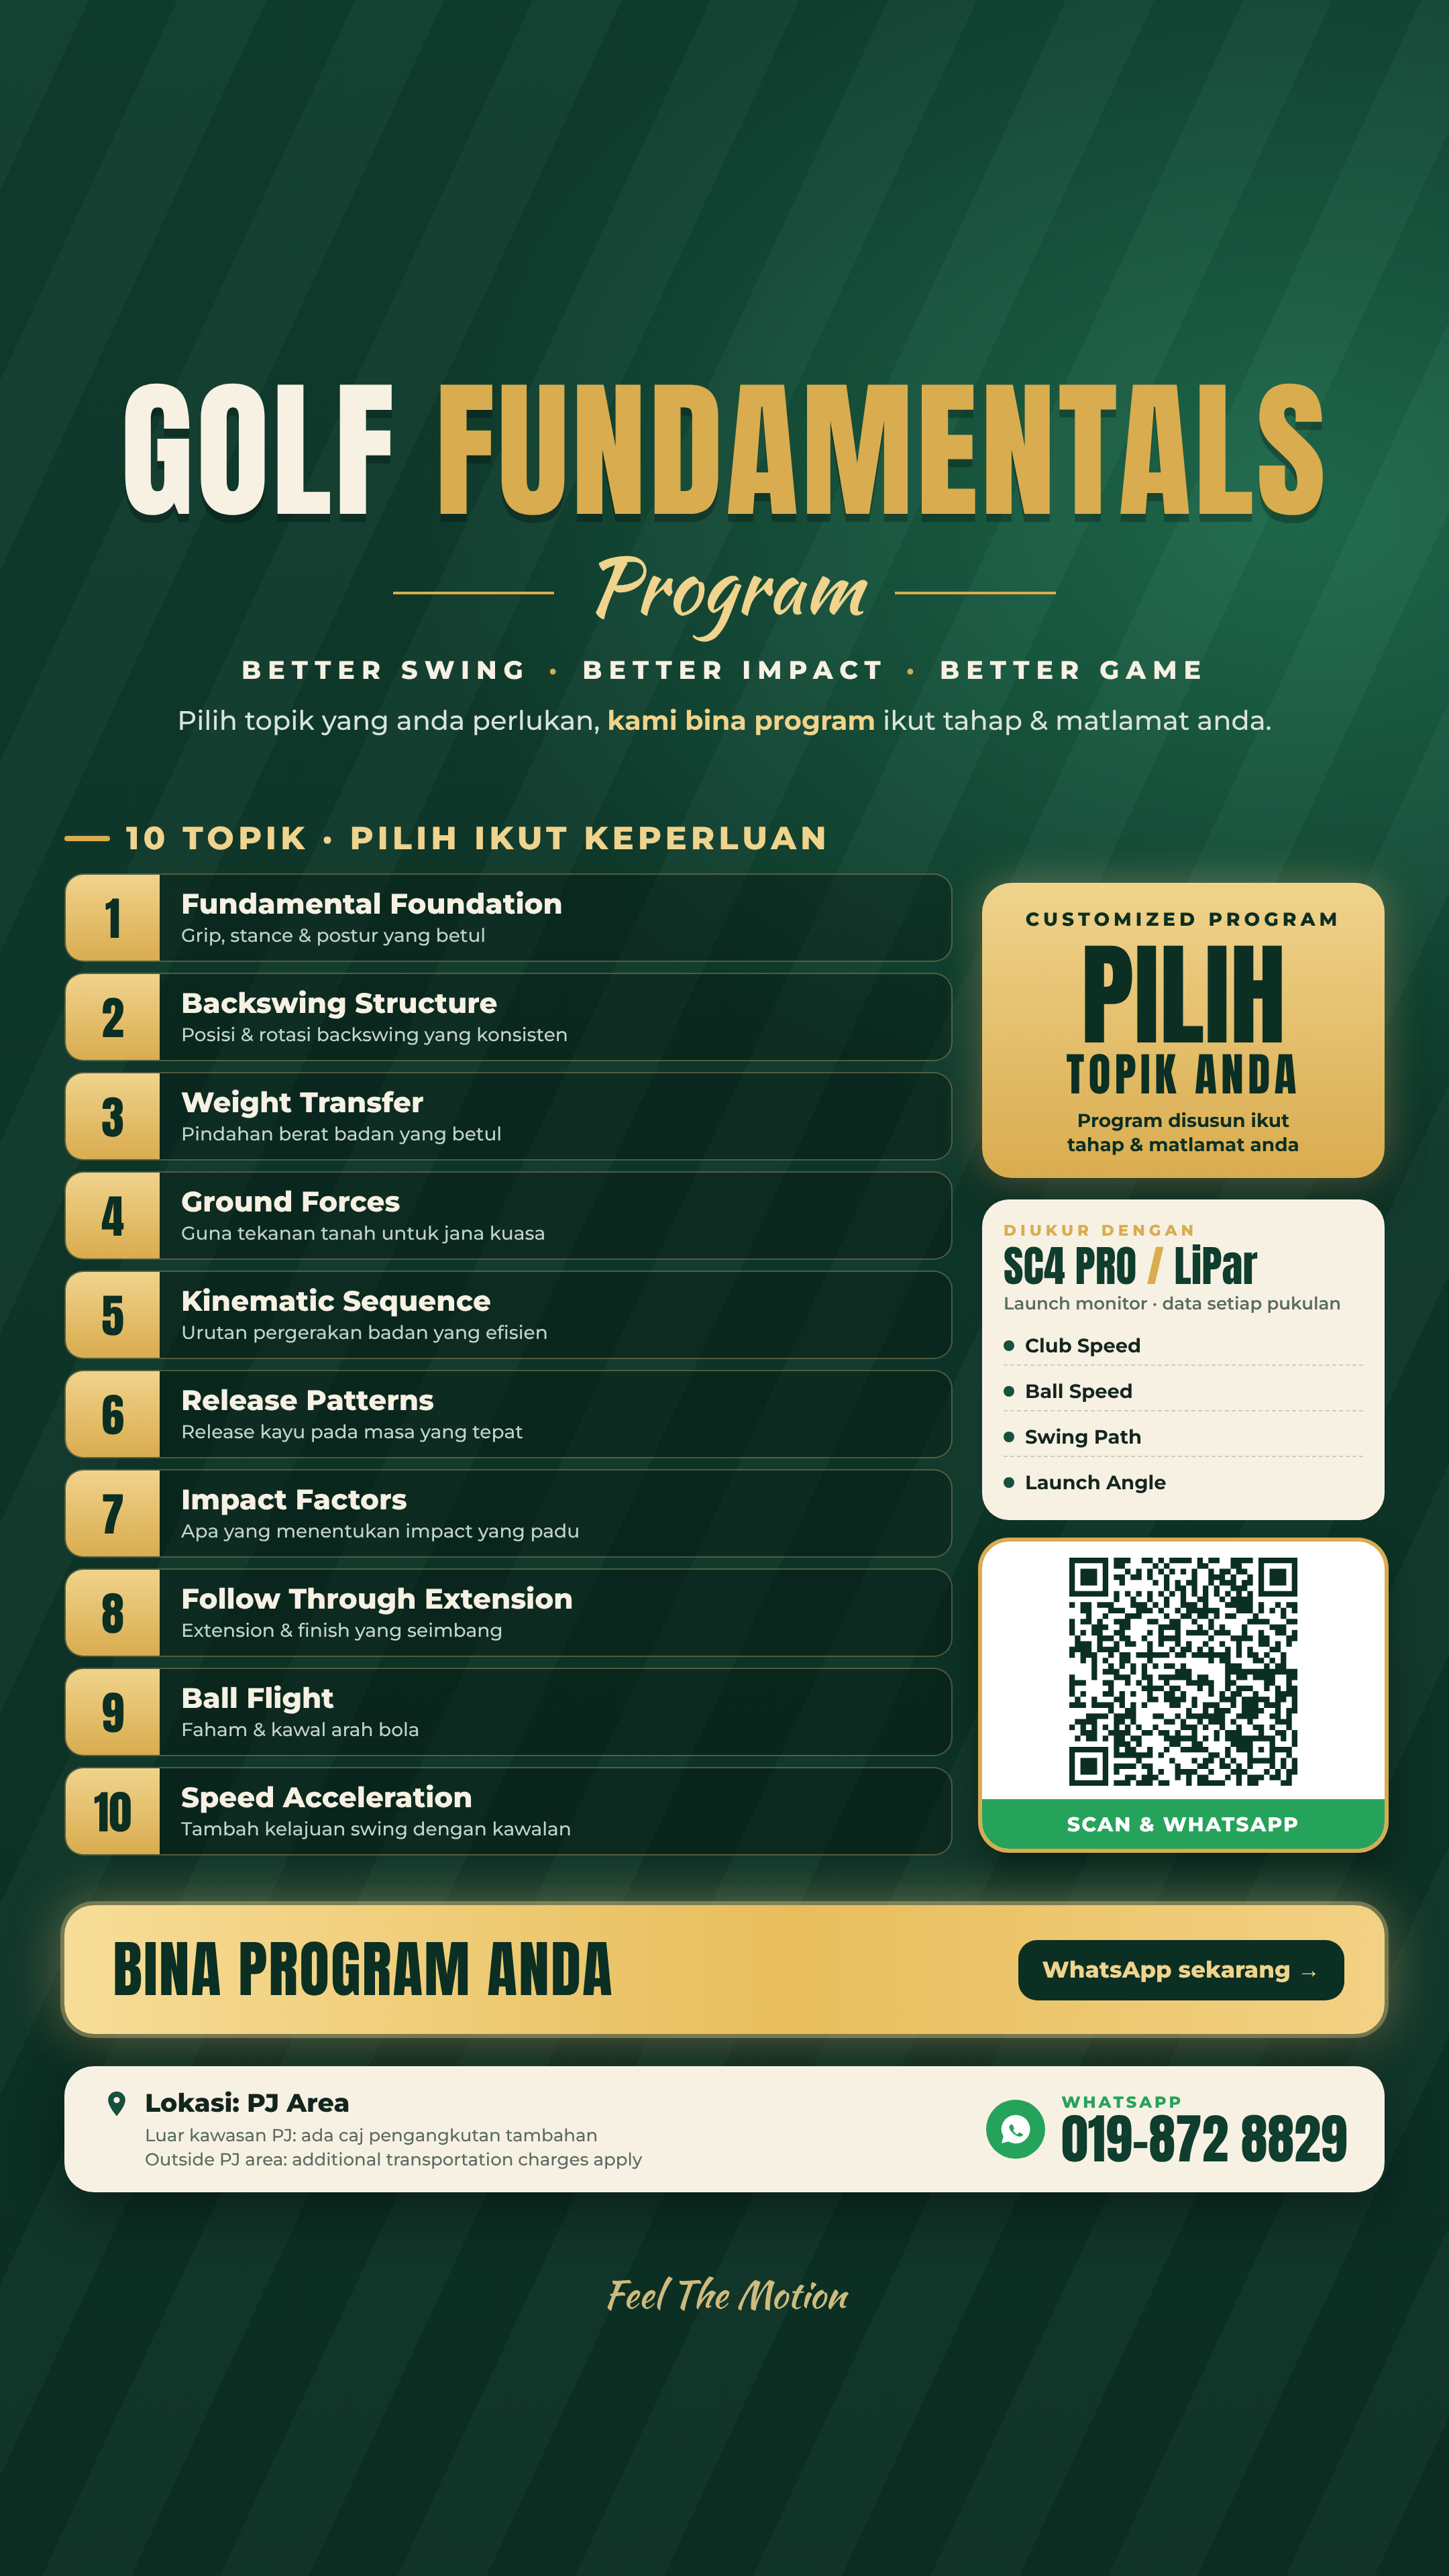 GOLF FUNDAMENTALS
Program
BETTER SWING • BETTER IMPACT • BETTER GAME
Pilih topik yang anda perlukan, kami bina program ikut tahap & matlamat anda.
10 TOPIK • PILIH IKUT KEPERLUAN
1
Fundamental Foundation
Grip, stance & postur yang betul
2
Backswing Structure
Posisi & rotasi backswing yang konsisten
3
Weight Transfer
Pindahan berat badan yang betul
4
Ground Forces
Guna tekanan tanah untuk jana kuasa
5
Kinematic Sequence
Urutan pergerakan badan yang efisien
6
Release Patterns
Release kayu pada masa yang tepat
7
Impact Factors
Apa yang menentukan impact yang padu
8
Follow Through Extension
Extension & finish yang seimbang
9
Ball Flight
Faham & kawal arah bola
10
Speed Acceleration
Tambah kelajuan swing dengan kawalan
CUSTOMIZED PROGRAM
PILIH
TOPIK ANDA
Program disusun ikut
tahap & matlamat anda
DIUKUR DENGAN
SC4 PRO / LiPar
Launch monitor · data setiap pukulan
Club Speed
Ball Speed
Swing Path
Launch Angle
SCAN & WHATSAPP
BINA PROGRAM ANDA
WhatsApp sekarang →
Lokasi: PJ Area
Luar kawasan PJ: ada caj pengangkutan tambahan
Outside PJ area: additional transportation charges apply
WHATSAPP
019-872 8829
Feel The Motion